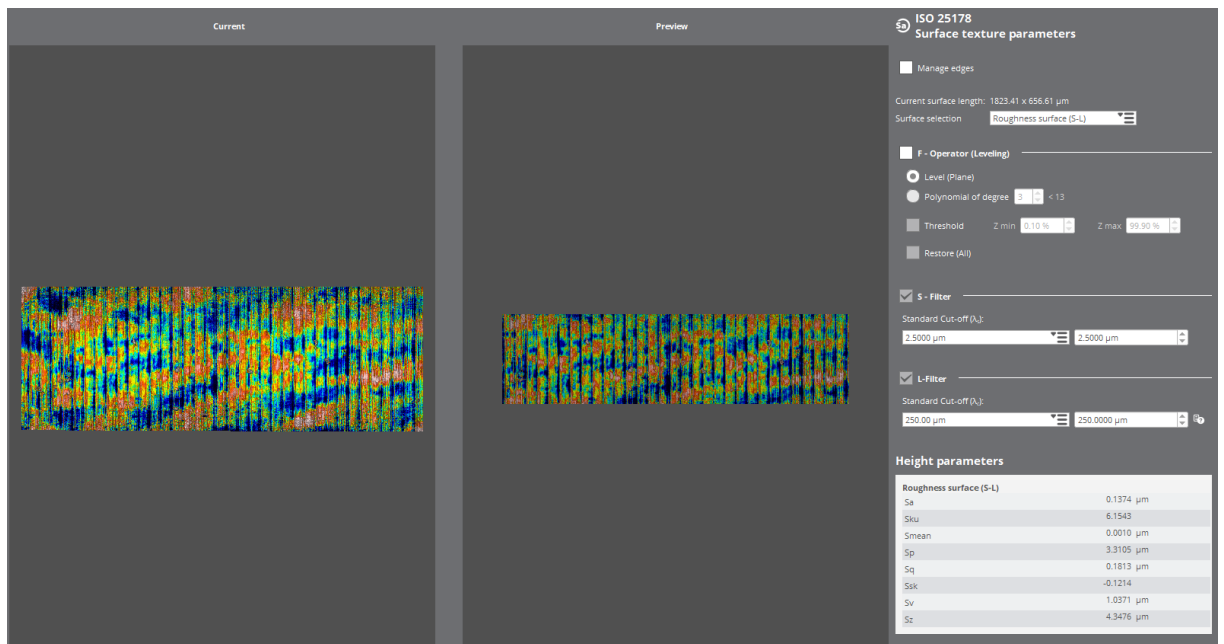 Current
Preview
Sa
ISO 25178
Surface texture parameters
Manage edges
Current surface length: 1823.41 x 656.61 µm
Surface selection Roughness surface (S-L)
F - Operator (Leveling)
Level (Plane)
Polynomial of degree 3 < 13
Threshold Z min 0.10 % Z max 99.90 %
Restore (All)
S - Filter
Standard Cut-off (λs):
2.5000 µm 2.5000 µm
L-Filter
Standard Cut-off (λc):
250.00 µm 250.0000 µm
Height parameters
Roughness surface (S-L)
Sa 0.1374 µm
Sku 6.1543
Smean 0.0010 µm
Sp 3.3105 µm
Sq 0.1813 µm
Ssk -0.1214
Sv 1.0371 µm
Sz 4.3476 µm